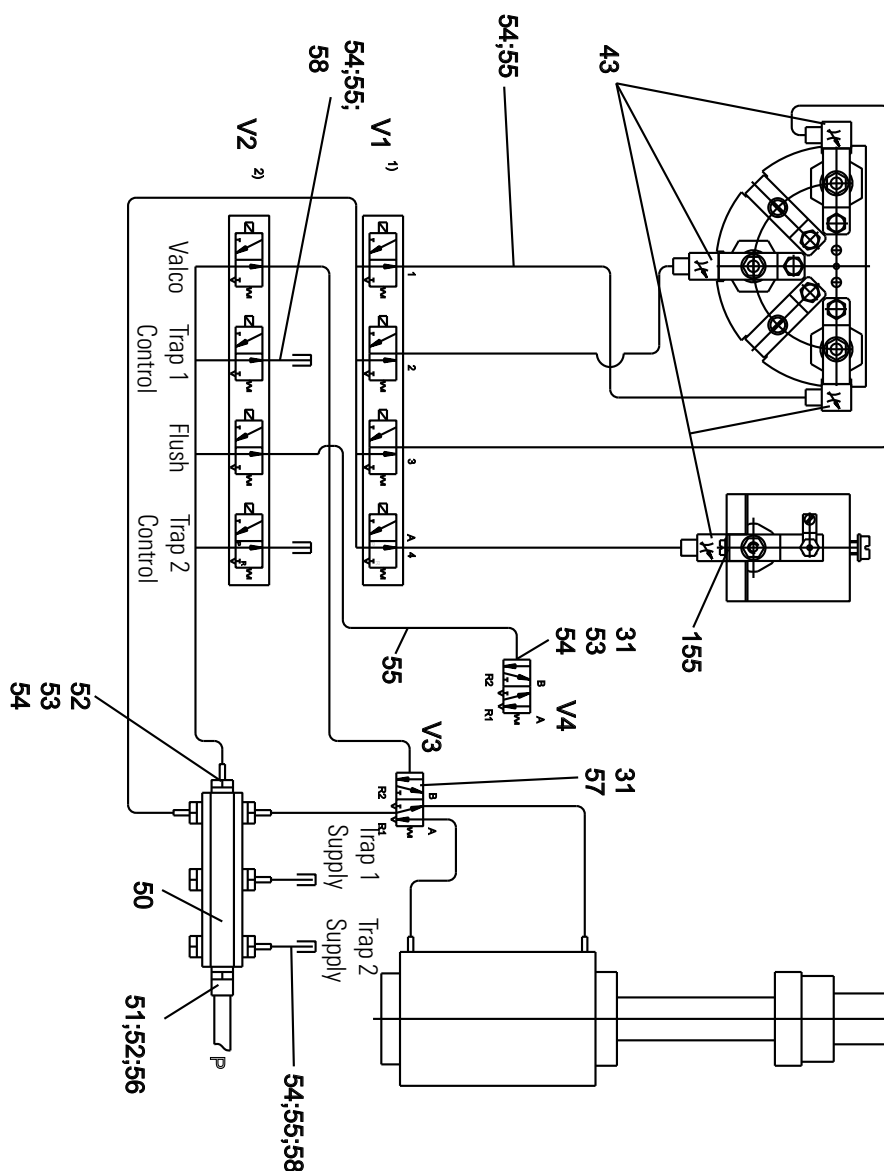 43
54;55
54;55;
58
V1 1)
V2 2)
1
2
3
A
4
Valco
Trap 1
Control
Flush
Trap 2
Control
P
R
155
31
53
54
55
V4
A
B
R1
R2
V3
31
57
A
B
R1
R2
52
53
54
Trap 1
Supply
Trap 2
Supply
50
51;52;56
P
54;55;58